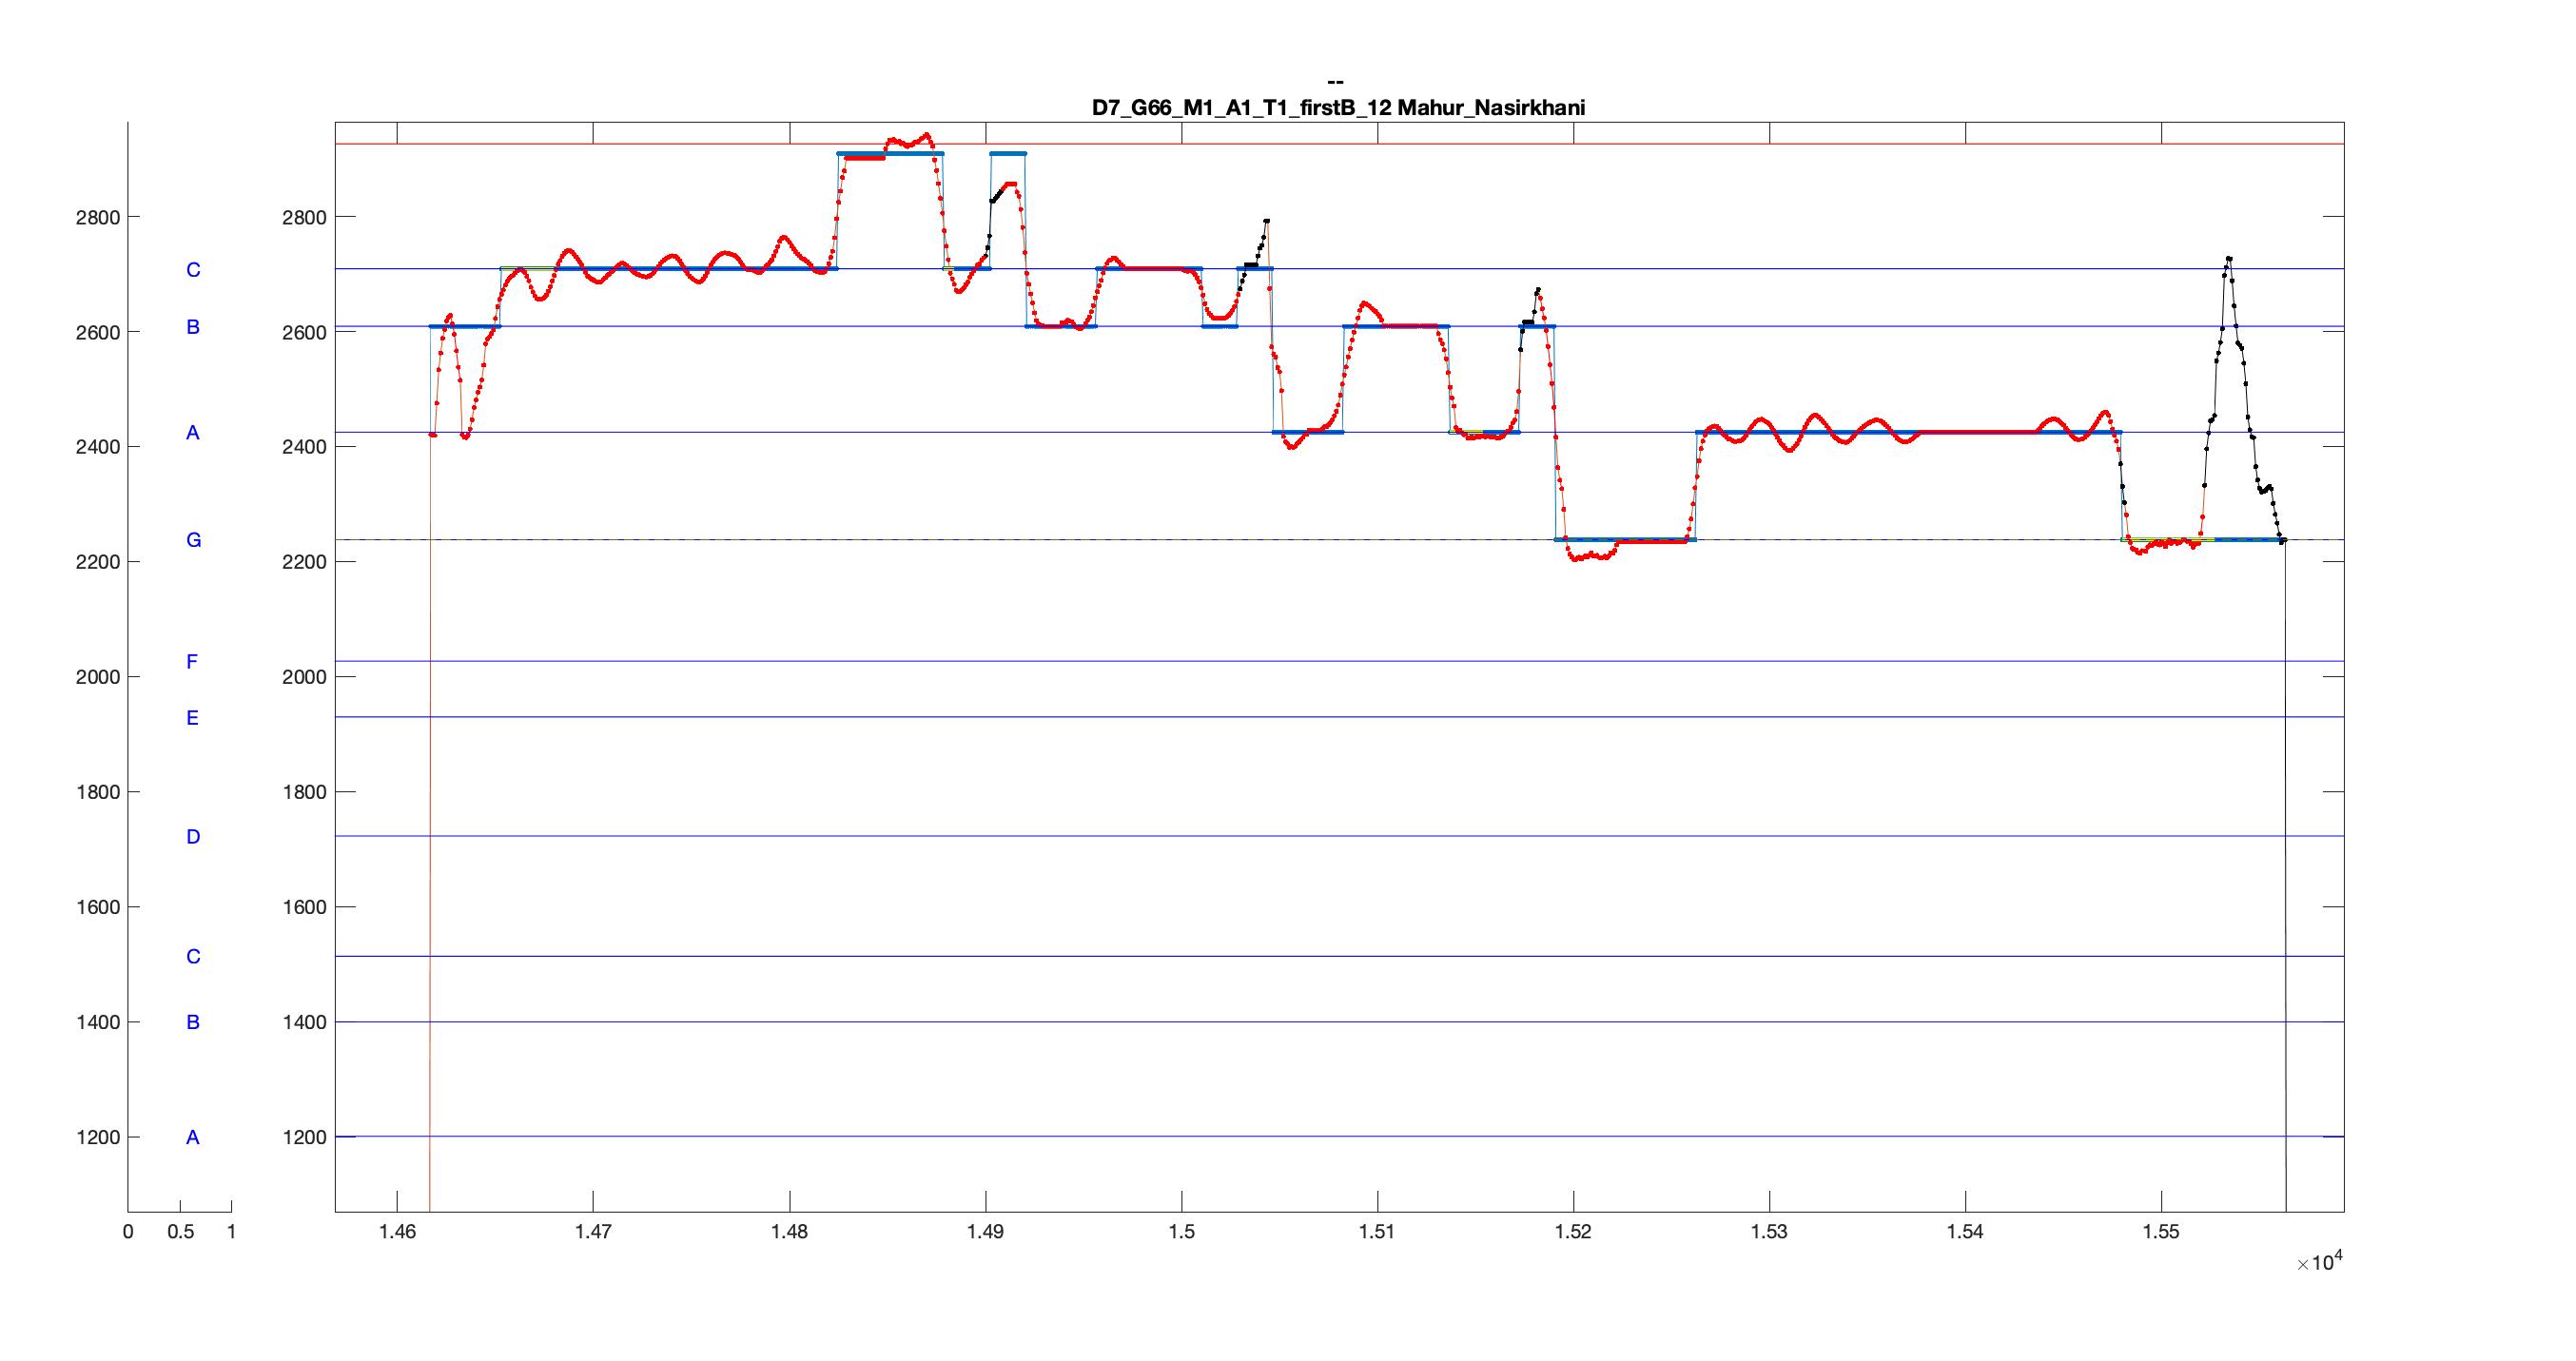 --
D7_G66_M1_A1_T1_firstB_12 Mahur_Nasirkhani
2800 C 2800
2600 B 2600
2400 A 2400
G
2200 2200
F
2000 2000
E
1800 1800
D
1600 1600
C
1400 B 1400
1200 A 1200
0 0.5 1 1.46 1.47 1.48 1.49 1.5 1.51 1.52 1.53 1.54 1.55
×10^4